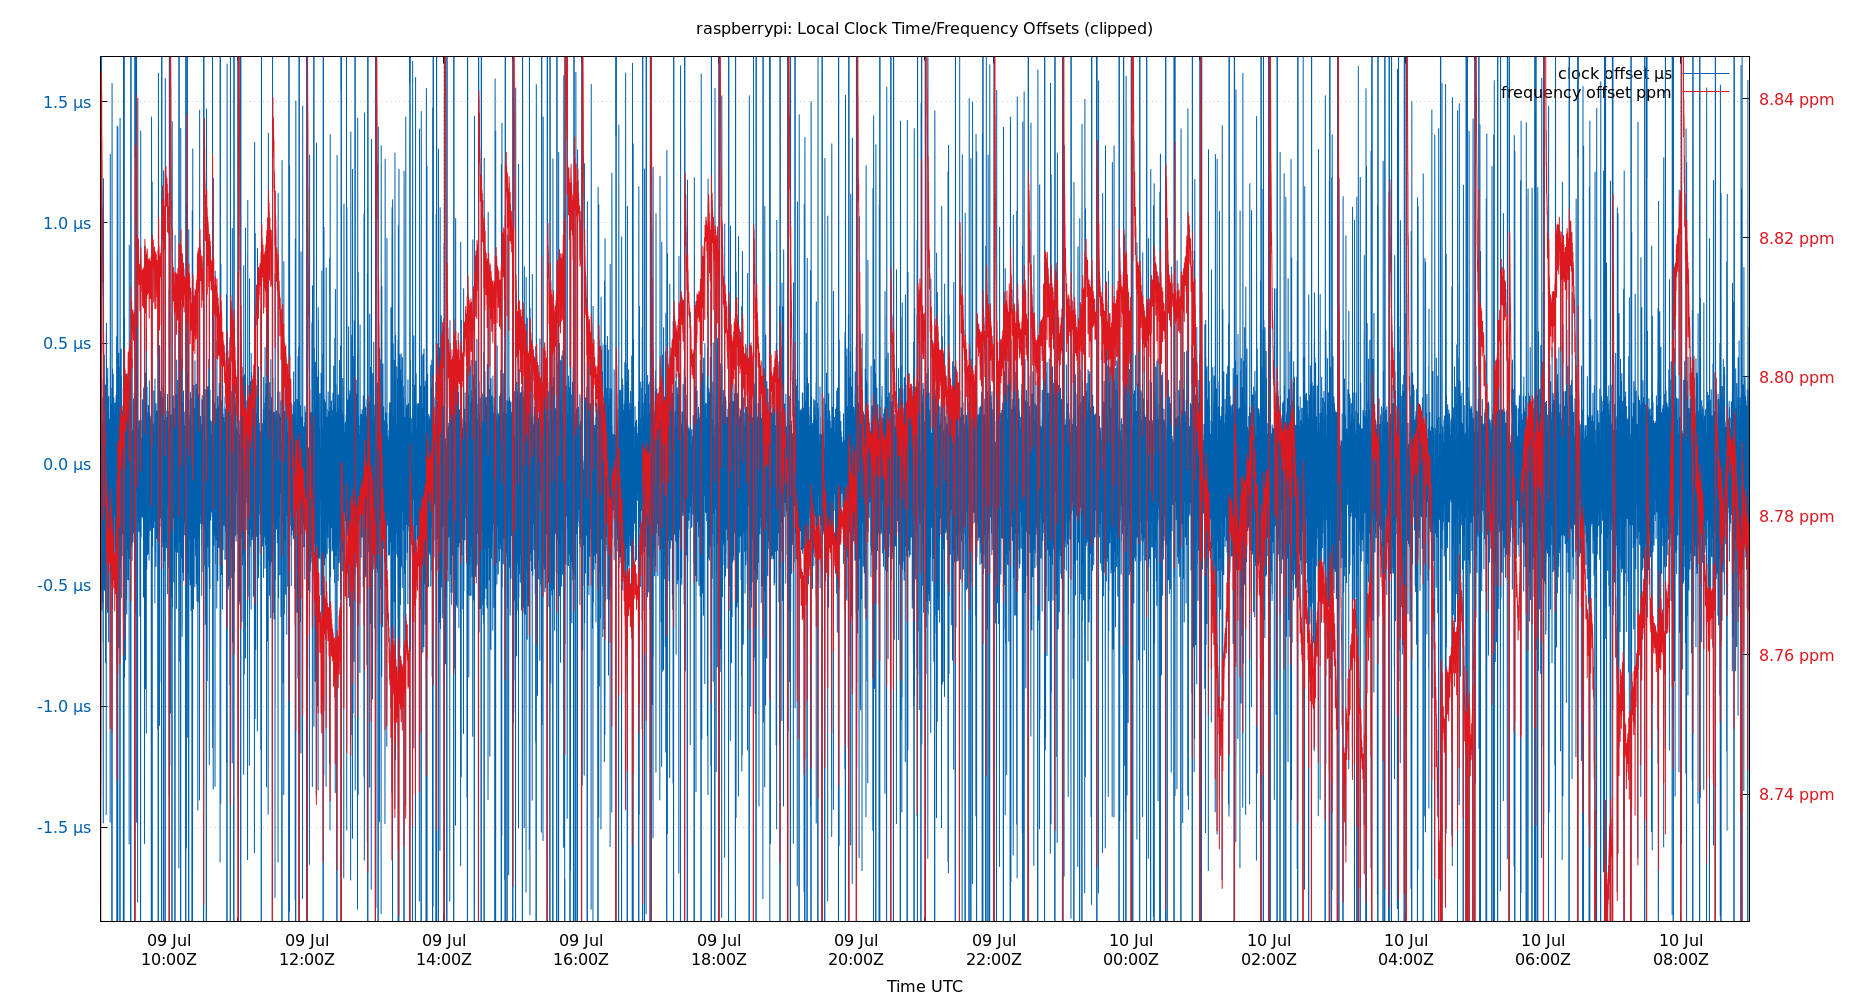 raspberrypi: Local Clock Time/Frequency Offsets (clipped)
clock offset µs
frequency offset ppm
1.5 µs
1.0 µs
0.5 µs
0.0 µs
-0.5 µs
-1.0 µs
-1.5 µs
8.84 ppm
8.82 ppm
8.80 ppm
8.78 ppm
8.76 ppm
8.74 ppm
09 Jul
10:00Z
09 Jul
12:00Z
09 Jul
14:00Z
09 Jul
16:00Z
09 Jul
18:00Z
09 Jul
20:00Z
09 Jul
22:00Z
10 Jul
00:00Z
10 Jul
02:00Z
10 Jul
04:00Z
10 Jul
06:00Z
10 Jul
08:00Z
Time UTC